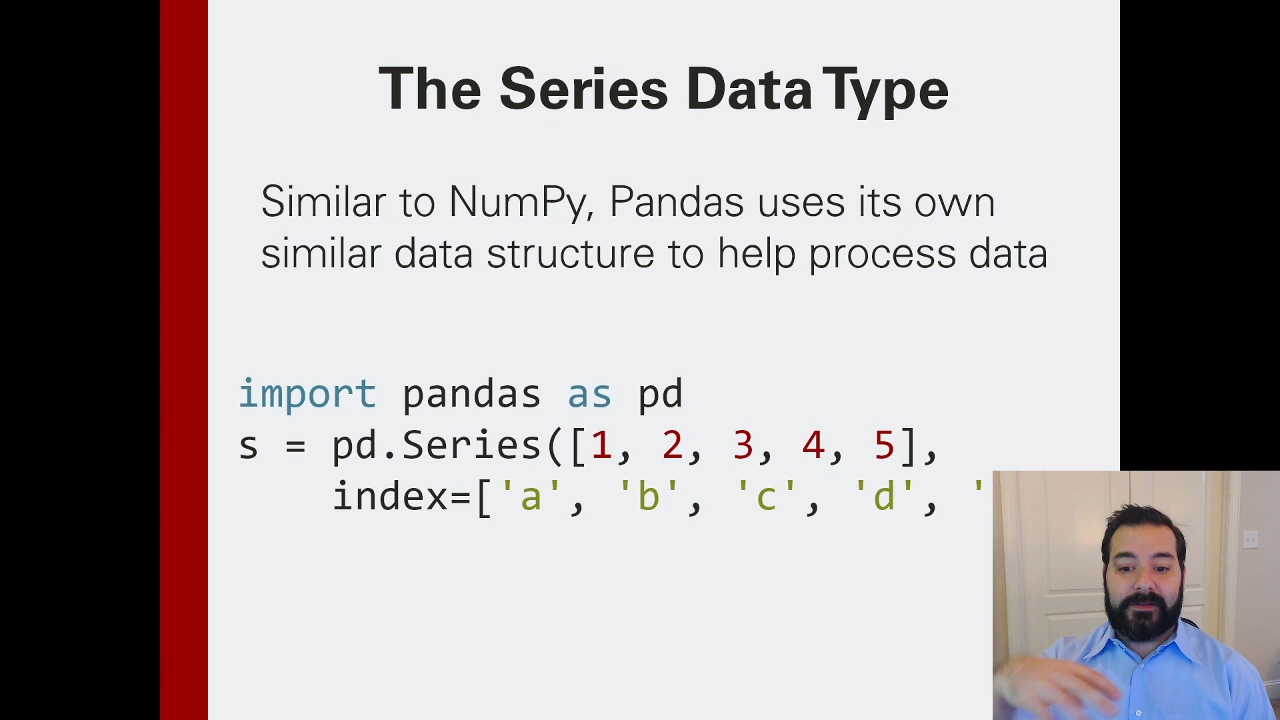 The Series Data Type
Similar to NumPy, Pandas uses its own
similar data structure to help process data
import pandas as pd
s = pd.Series([1, 2, 3, 4, 5],
index=['a', 'b', 'c', 'd', '